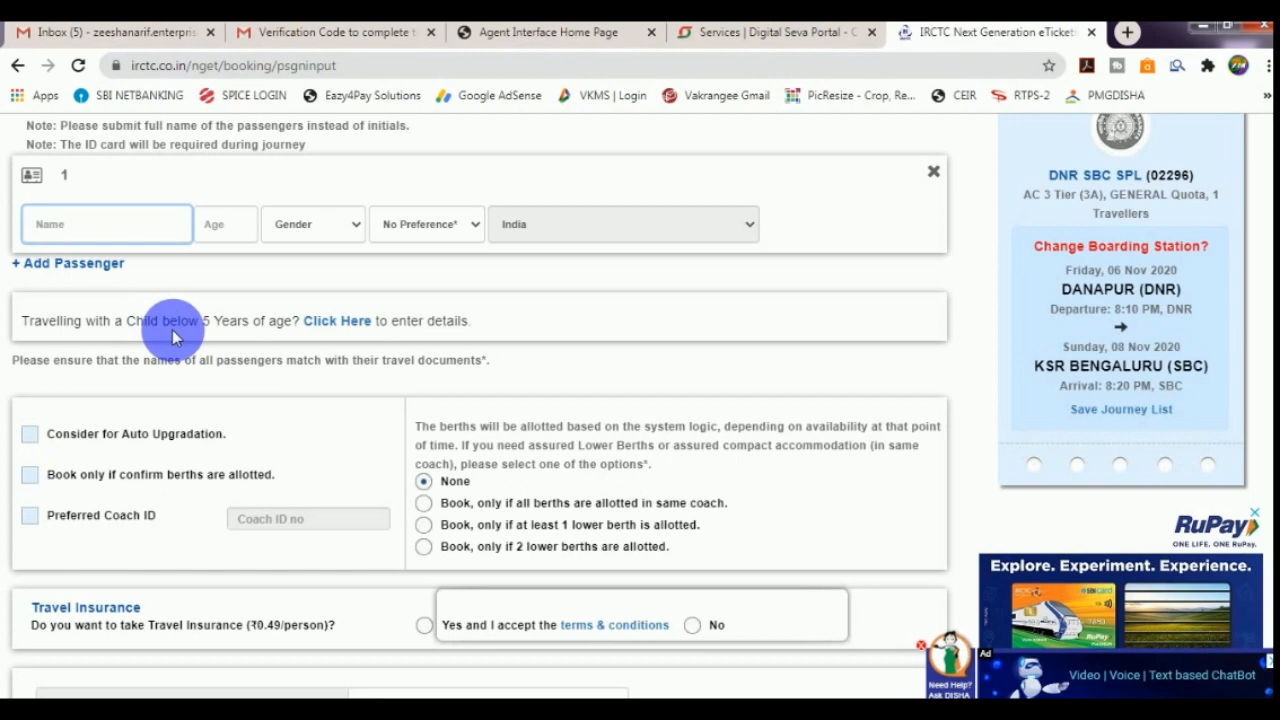 Inbox (5) - zeeshanarif.enterpris
Verification Code to complete t
Agent Interface Home Page
Services | Digital Seva Portal - C
IRCTC Next Generation eTicketi
irctc.co.in/nget/booking/psgninput
Apps
SBI NETBANKING
SPICE LOGIN
Eazy4Pay Solutions
Google AdSense
VKMS | Login
Vakrangee Gmail
PicResize - Crop, Re...
CEIR
RTPS-2
PMGDISHA
»
Note: Please submit full name of the passengers instead of initials.
Note: The ID card will be required during journey
1
Name
Age
Gender
No Preference*
India
+ Add Passenger
Travelling with a Child below 5 Years of age? Click Here to enter details.
Please ensure that the names of all passengers match with their travel documents*.
Consider for Auto Upgradation.
Book only if confirm berths are allotted.
Preferred Coach ID
Coach ID no
The berths will be allotted based on the system logic, depending on availability at that point
of time. If you need assured Lower Berths or assured compact accommodation (in same
coach), please select one of the options*.
None
Book, only if all berths are allotted in same coach.
Book, only if at least 1 lower berth is allotted.
Book, only if 2 lower berths are allotted.
Travel Insurance
Do you want to take Travel Insurance (₹0.49/person)?
Yes and I accept the terms & conditions
No
DNR SBC SPL (02296)
AC 3 Tier (3A), GENERAL Quota, 1
Travellers
Change Boarding Station?
Friday, 06 Nov 2020
DANAPUR (DNR)
Departure: 8:10 PM, DNR
Sunday, 08 Nov 2020
KSR BENGALURU (SBC)
Arrival: 8:20 PM, SBC
Save Journey List
RuPay
ONE LIFE. ONE RuPay.
Explore. Experiment. Experience.
SBI card
RuPay
Need Help?
Ask DISHA
Ad
Video | Voice | Text based ChatBot